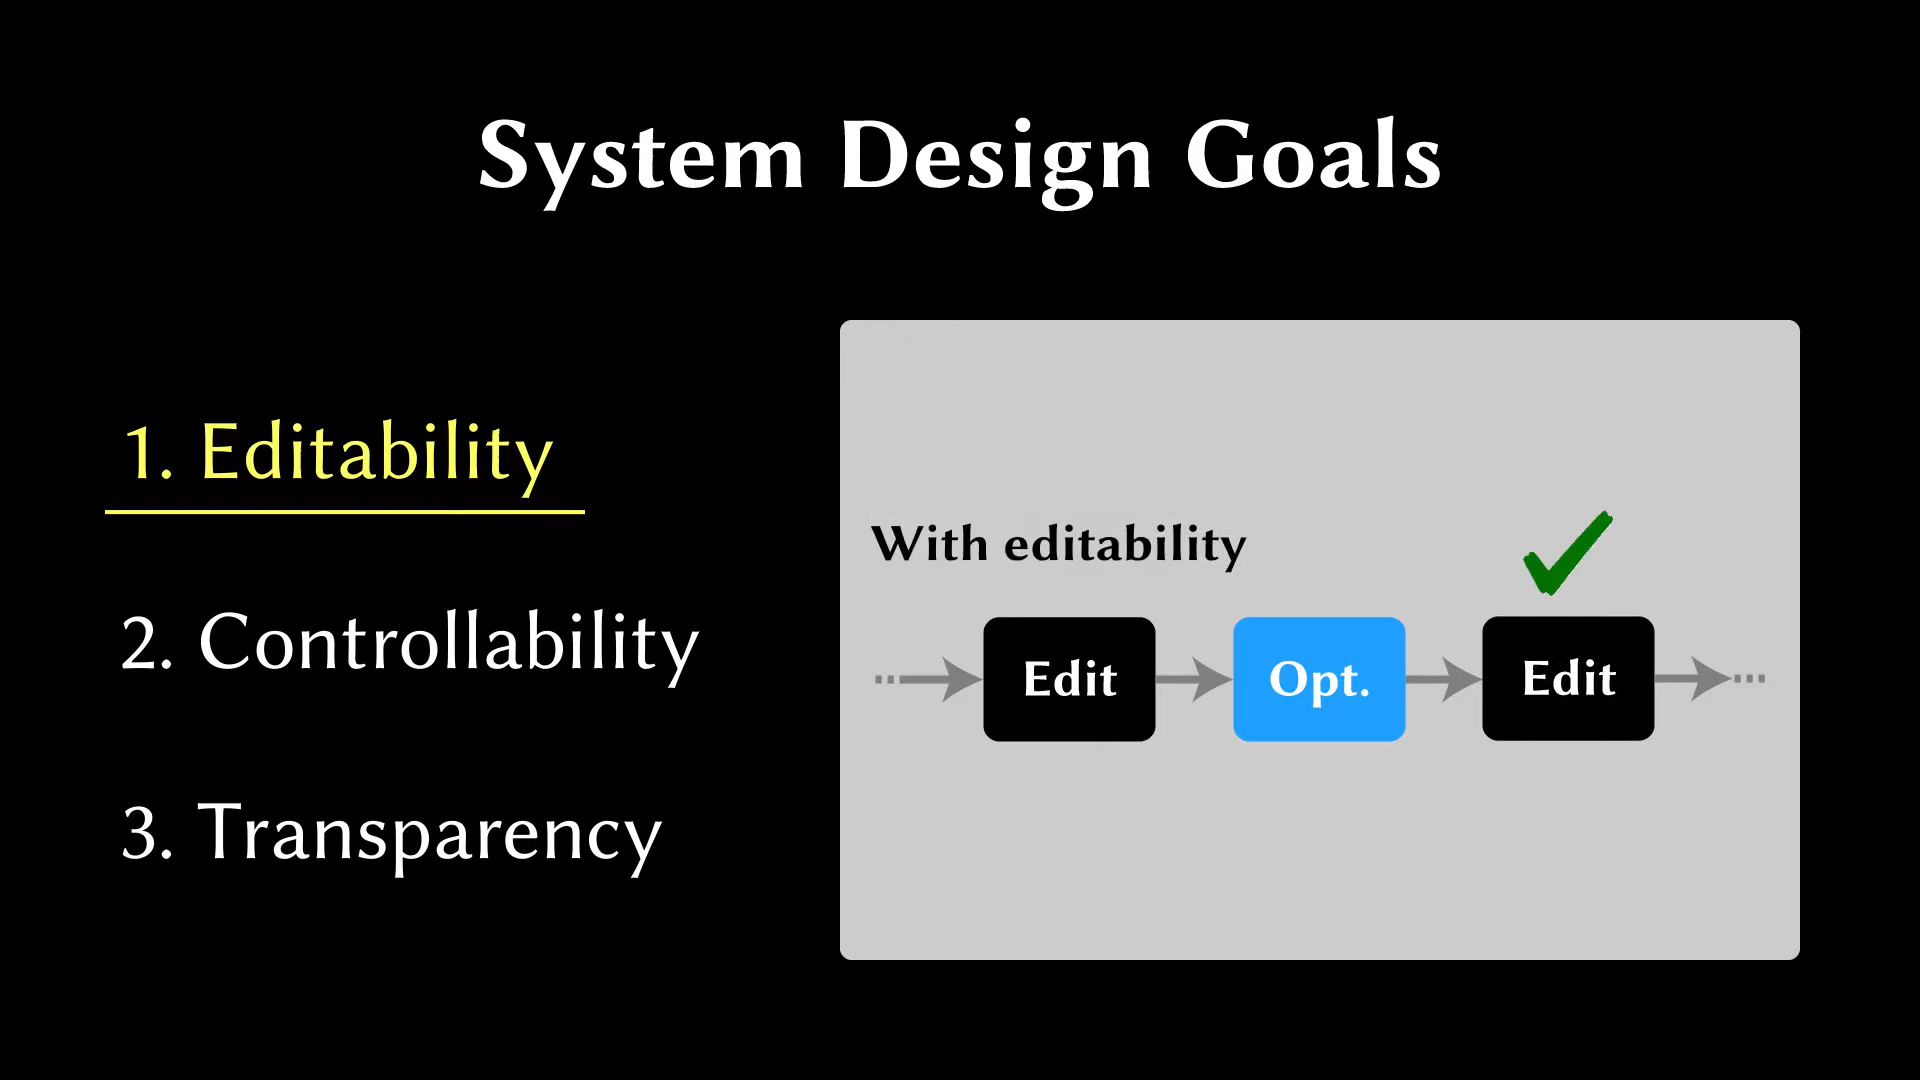 System Design Goals
1. Editability
2. Controllability
3. Transparency
With editability
Edit
Opt.
Edit